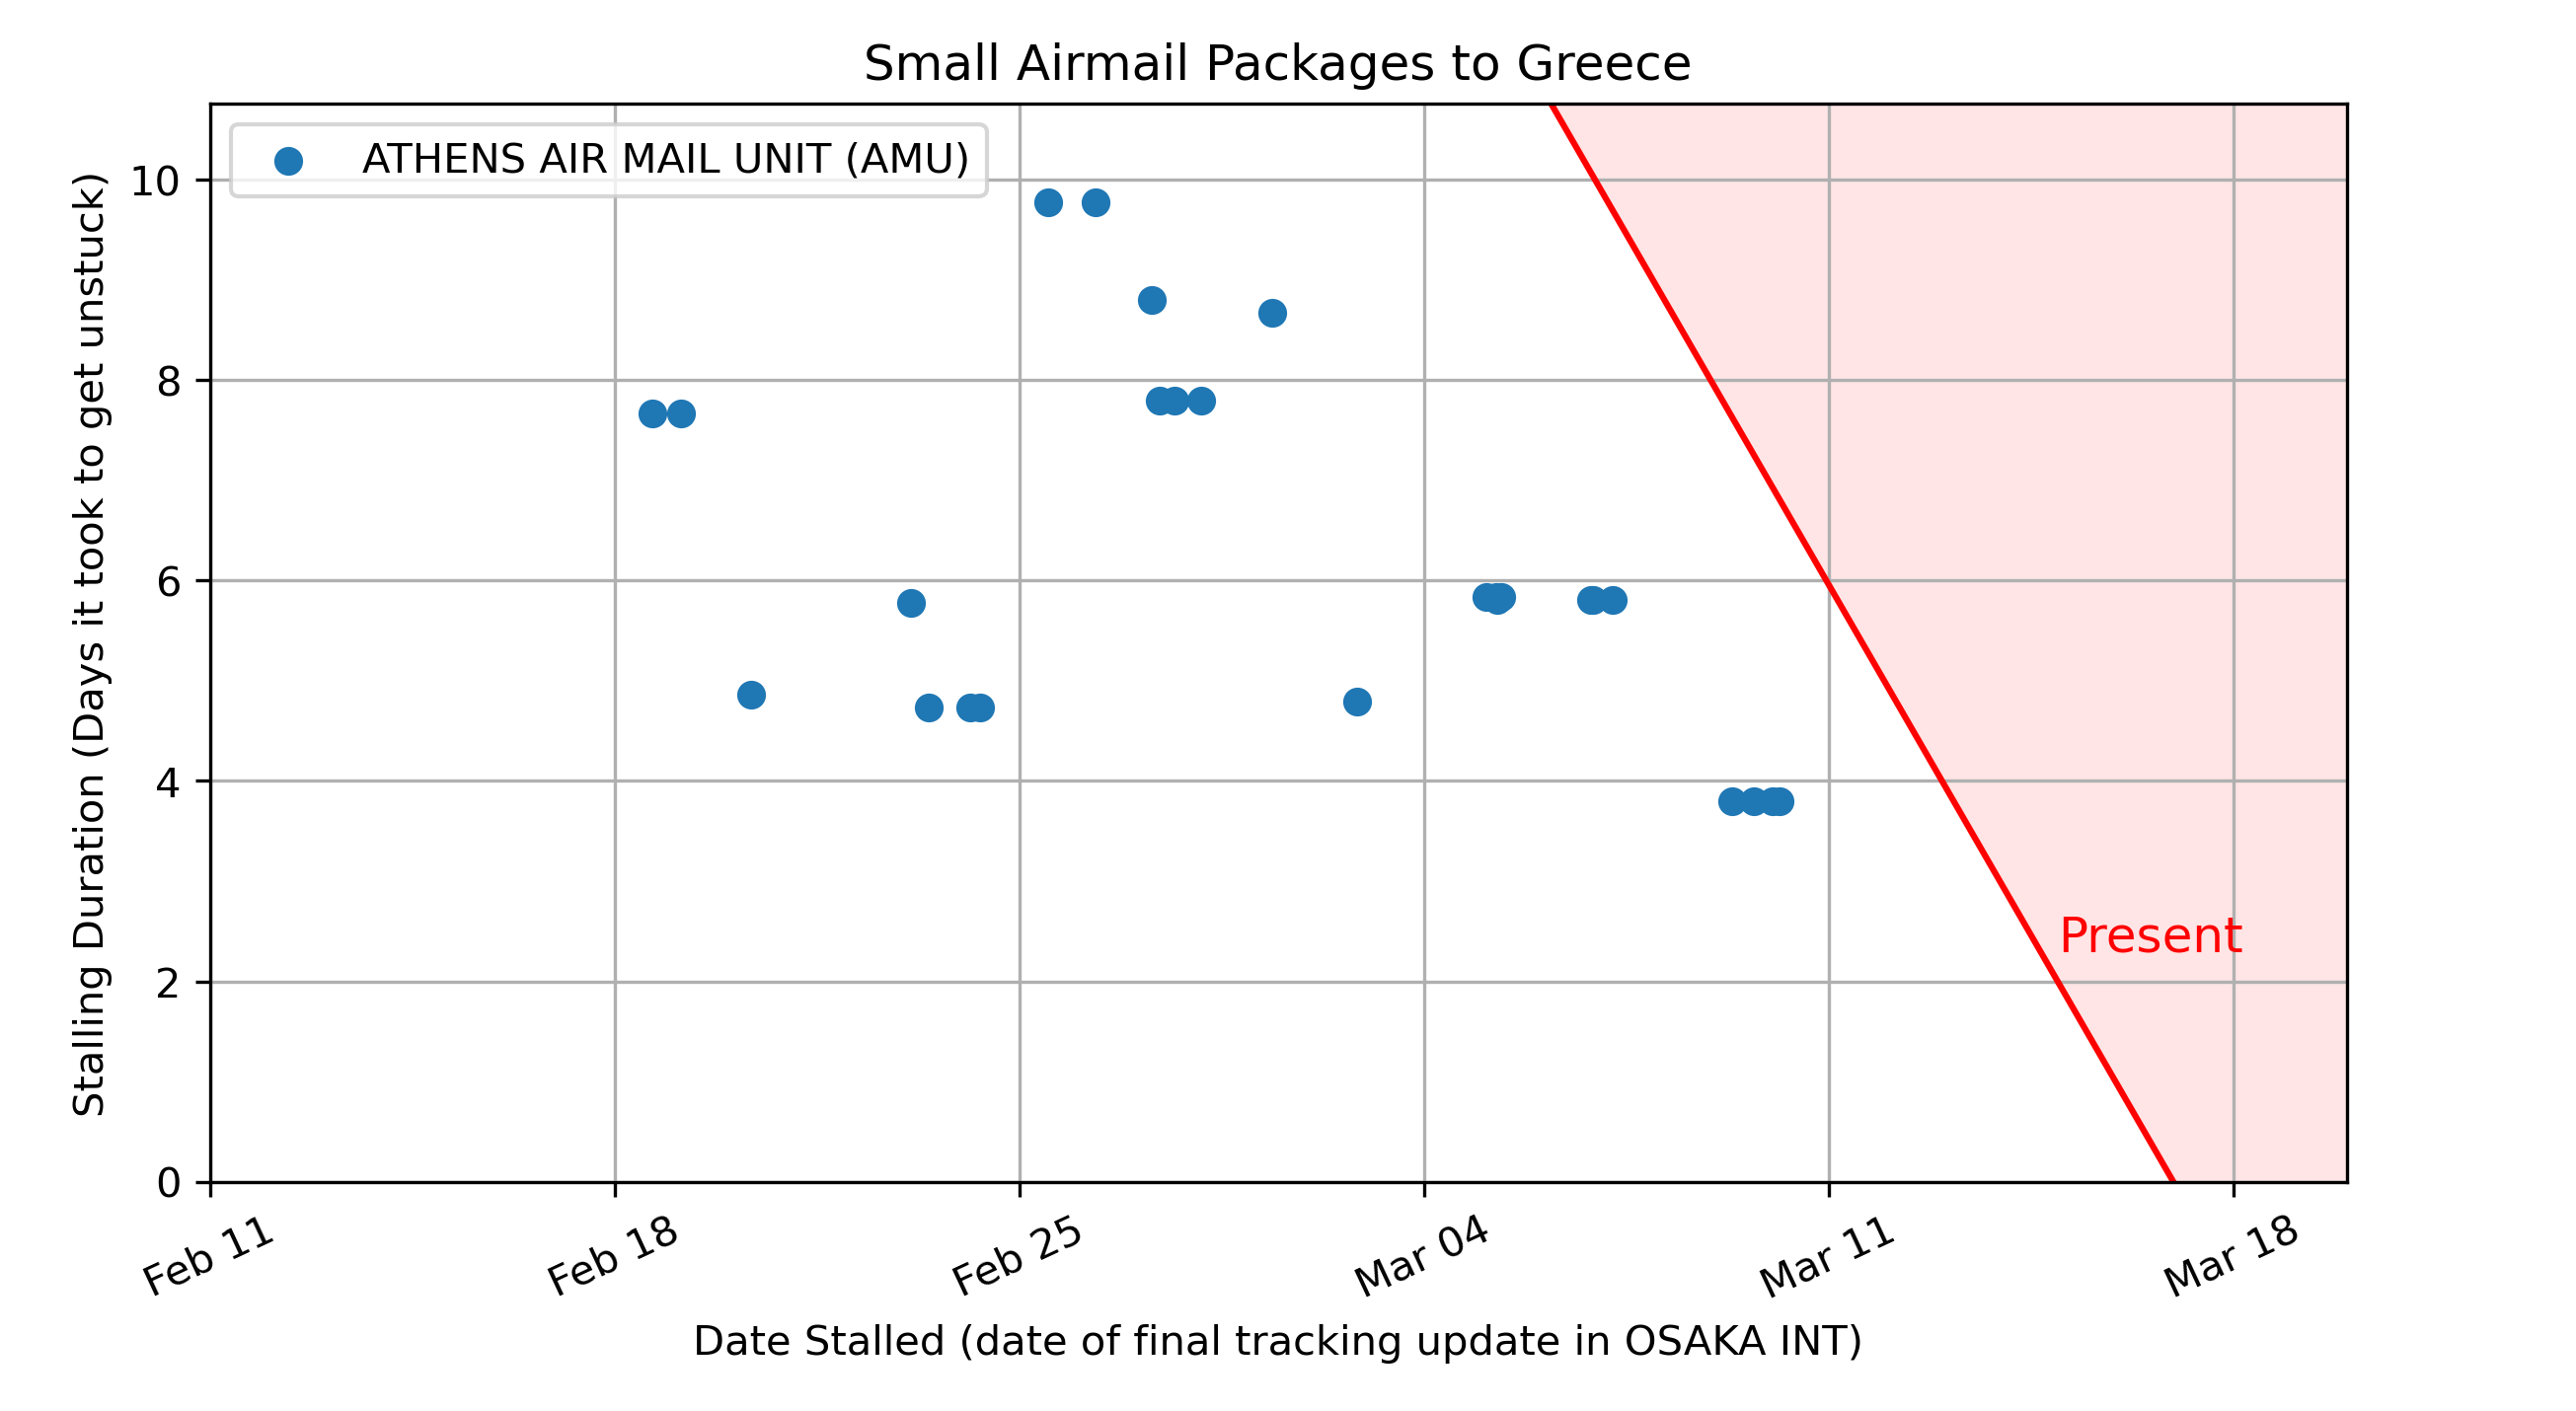 Small Airmail Packages to Greece
ATHENS AIR MAIL UNIT (AMU)
Stalling Duration (Days it took to get unstuck)
10
8
6
4
2
0
Present
Feb 11
Feb 18
Feb 25
Mar 04
Mar 11
Mar 18
Date Stalled (date of final tracking update in OSAKA INT)